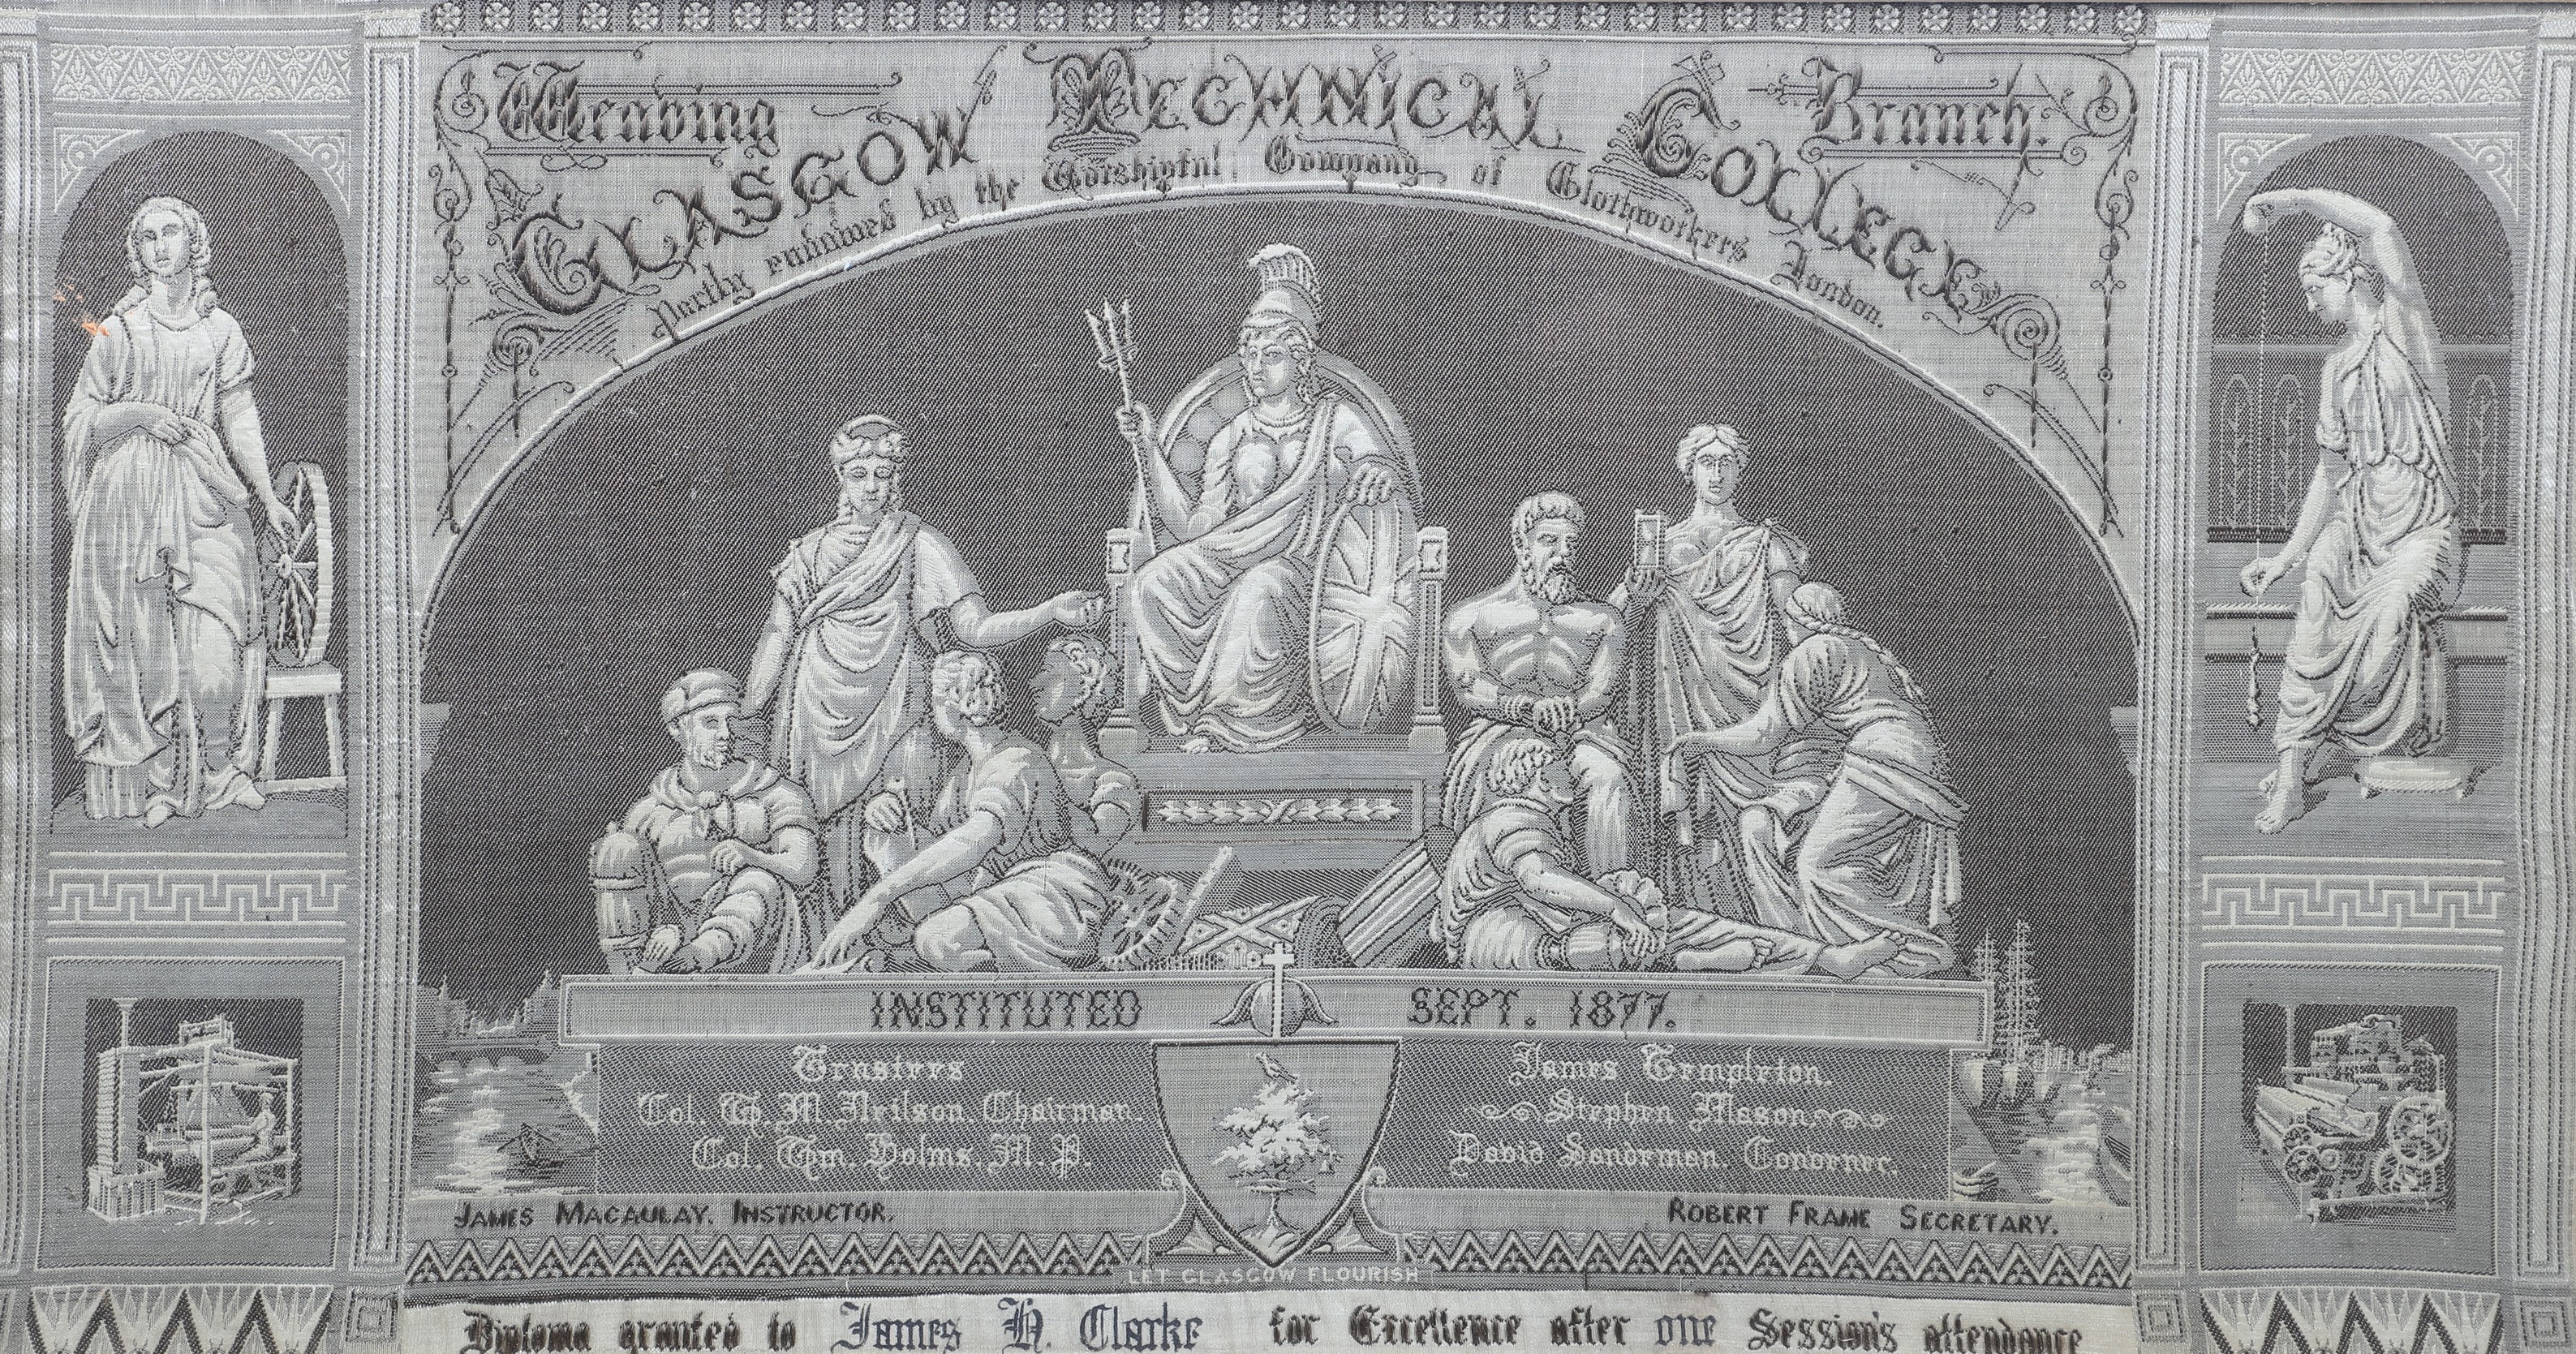 Weaving Branch.
Glasgow Mechanical College
Partly endowed by the Worshipful Company of Clothworkers London.
INSTITUTED SEPT. 1877.
Trustees
Col. W. M. Neilson. Chairman.
Col. Wm. Holms. M. P.
James Templeton.
Stephen Mason.
David Sandeman. Convener.
JAMES MACAULAY. INSTRUCTOR.
ROBERT FRAME SECRETARY.
LET GLASGOW FLOURISH
Diploma granted to James H. Clarke for Excellence after one Session's attendance